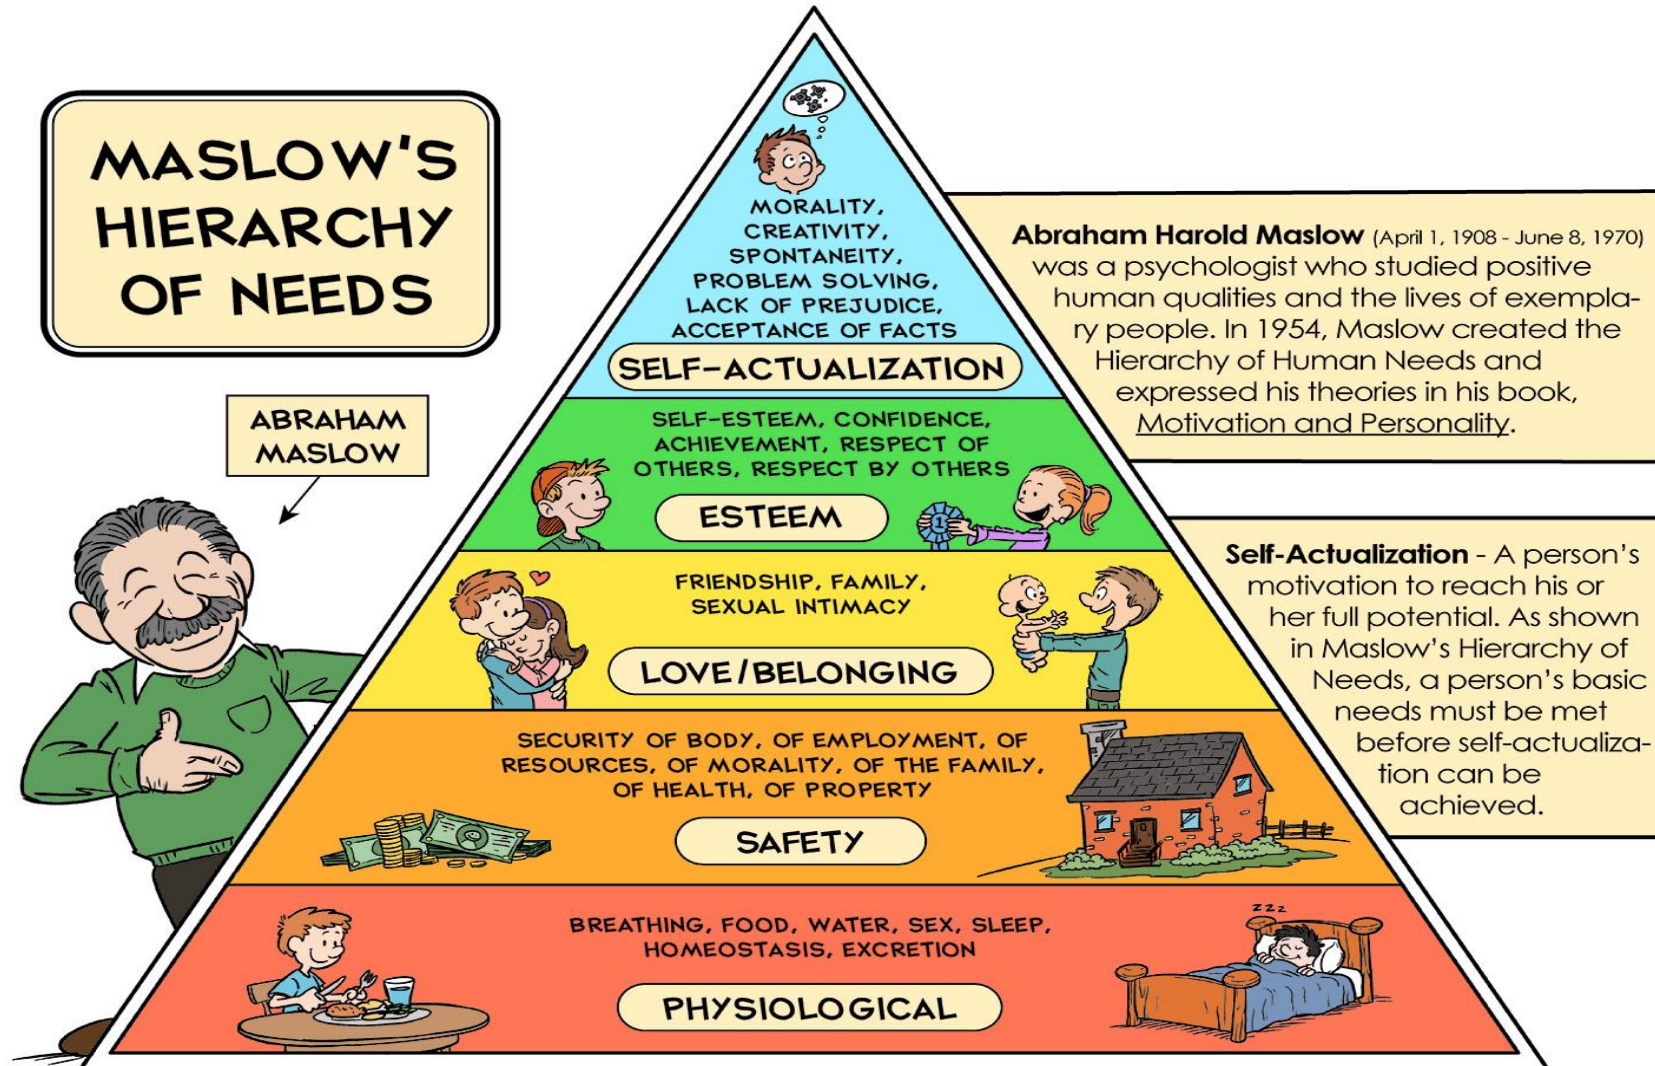 MASLOW'S
HIERARCHY
OF NEEDS
ABRAHAM
MASLOW
MORALITY,
CREATIVITY,
SPONTANEITY,
PROBLEM SOLVING,
LACK OF PREJUDICE,
ACCEPTANCE OF FACTS
SELF-ACTUALIZATION
SELF-ESTEEM, CONFIDENCE,
ACHIEVEMENT, RESPECT OF
OTHERS, RESPECT BY OTHERS
ESTEEM
1
FRIENDSHIP, FAMILY,
SEXUAL INTIMACY
LOVE/BELONGING
SECURITY OF BODY, OF EMPLOYMENT, OF
RESOURCES, OF MORALITY, OF THE FAMILY,
OF HEALTH, OF PROPERTY
SAFETY
BREATHING, FOOD, WATER, SEX, SLEEP,
HOMEOSTASIS, EXCRETION
PHYSIOLOGICAL
zzz
Abraham Harold Maslow (April 1, 1908 - June 8, 1970)
was a psychologist who studied positive
human qualities and the lives of exempla-
ry people. In 1954, Maslow created the
Hierarchy of Human Needs and
expressed his theories in his book,
Motivation and Personality.
Self-Actualization - A person's
motivation to reach his or
her full potential. As shown
in Maslow's Hierarchy of
Needs, a person's basic
needs must be met
before self-actualiza-
tion can be
achieved.